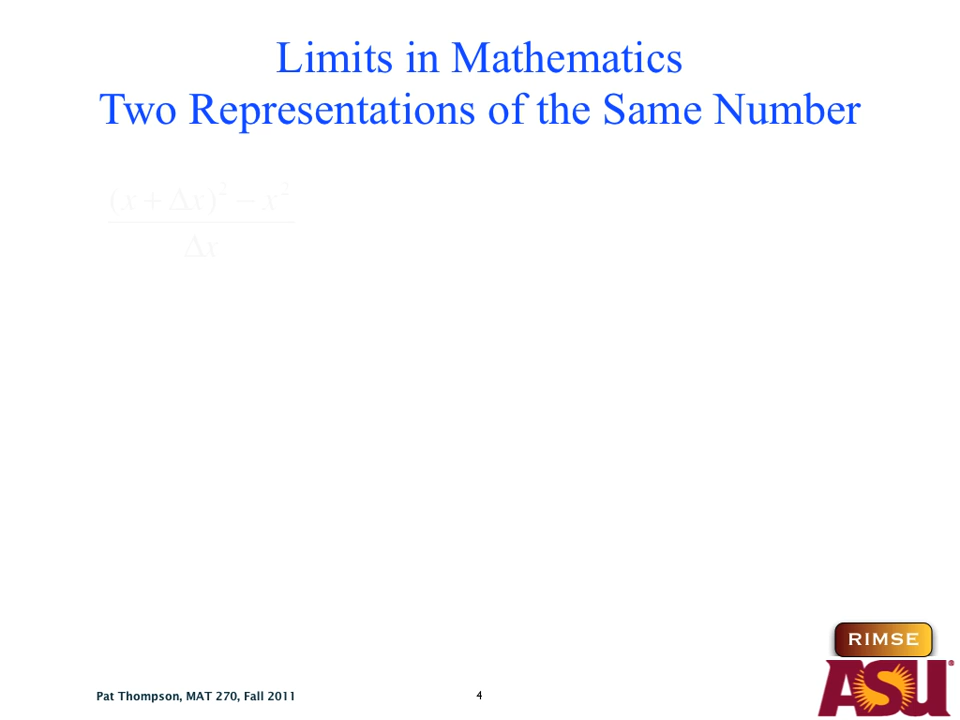 Limits in Mathematics
Two Representations of the Same Number
(x + Δx)² − x²
Δx
RIMSE
ASU®
Pat Thompson, MAT 270, Fall 2011
4